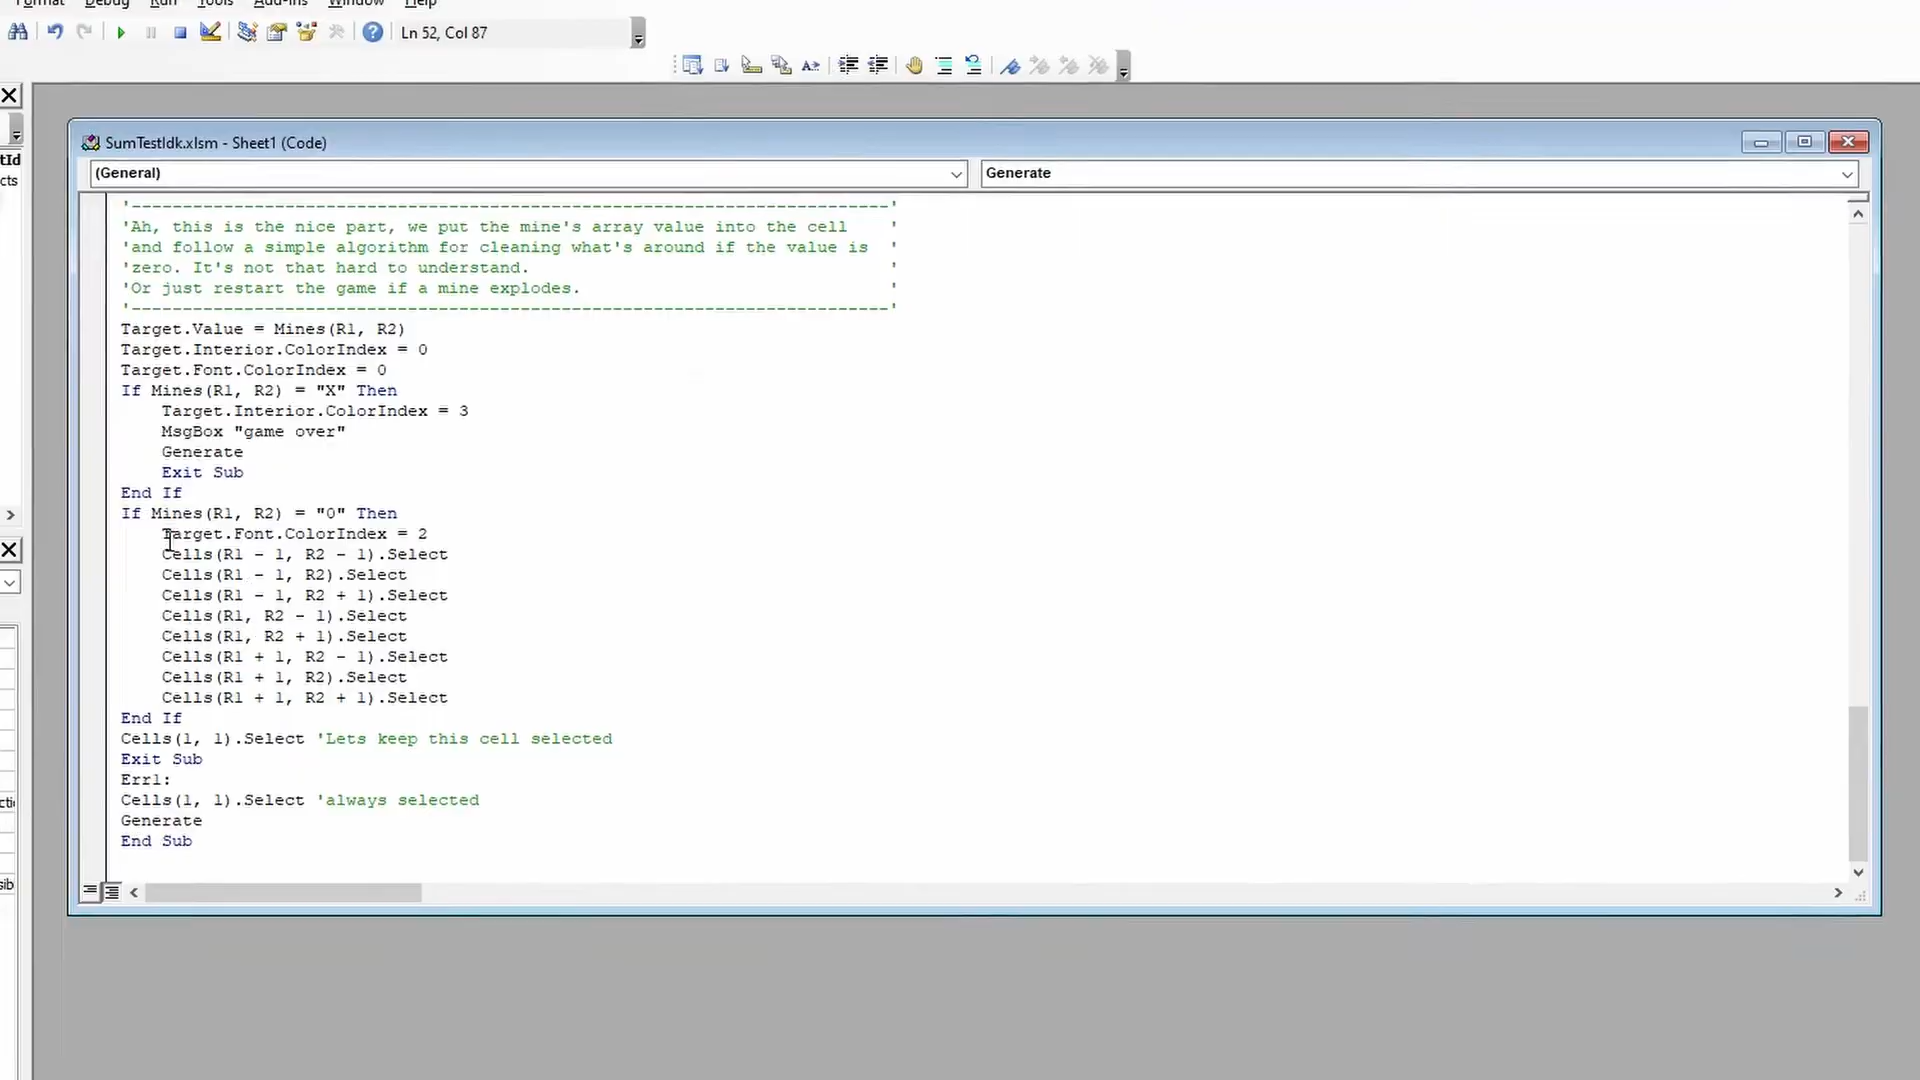 Format Debug Run Tools Add-Ins Window Help
Ln 52, Col 87
SumTestIdk.xlsm - Sheet1 (Code)
(General) Generate
'--------------------------------------------------------------------------'
'Ah, this is the nice part, we put the mine's array value into the cell '
'and follow a simple algorithm for cleaning what's around if the value is '
'zero. It's not that hard to understand. '
'Or just restart the game if a mine explodes. '
'--------------------------------------------------------------------------'
Target.Value = Mines(R1, R2)
Target.Interior.ColorIndex = 0
Target.Font.ColorIndex = 0
If Mines(R1, R2) = "X" Then
Target.Interior.ColorIndex = 3
MsgBox "game over"
Generate
Exit Sub
End If
If Mines(R1, R2) = "0" Then
Target.Font.ColorIndex = 2
Cells(R1 - 1, R2 - 1).Select
Cells(R1 - 1, R2).Select
Cells(R1 - 1, R2 + 1).Select
Cells(R1, R2 - 1).Select
Cells(R1, R2 + 1).Select
Cells(R1 + 1, R2 - 1).Select
Cells(R1 + 1, R2).Select
Cells(R1 + 1, R2 + 1).Select
End If
Cells(1, 1).Select 'Lets keep this cell selected
Exit Sub
Err1:
Cells(1, 1).Select 'always selected
Generate
End Sub